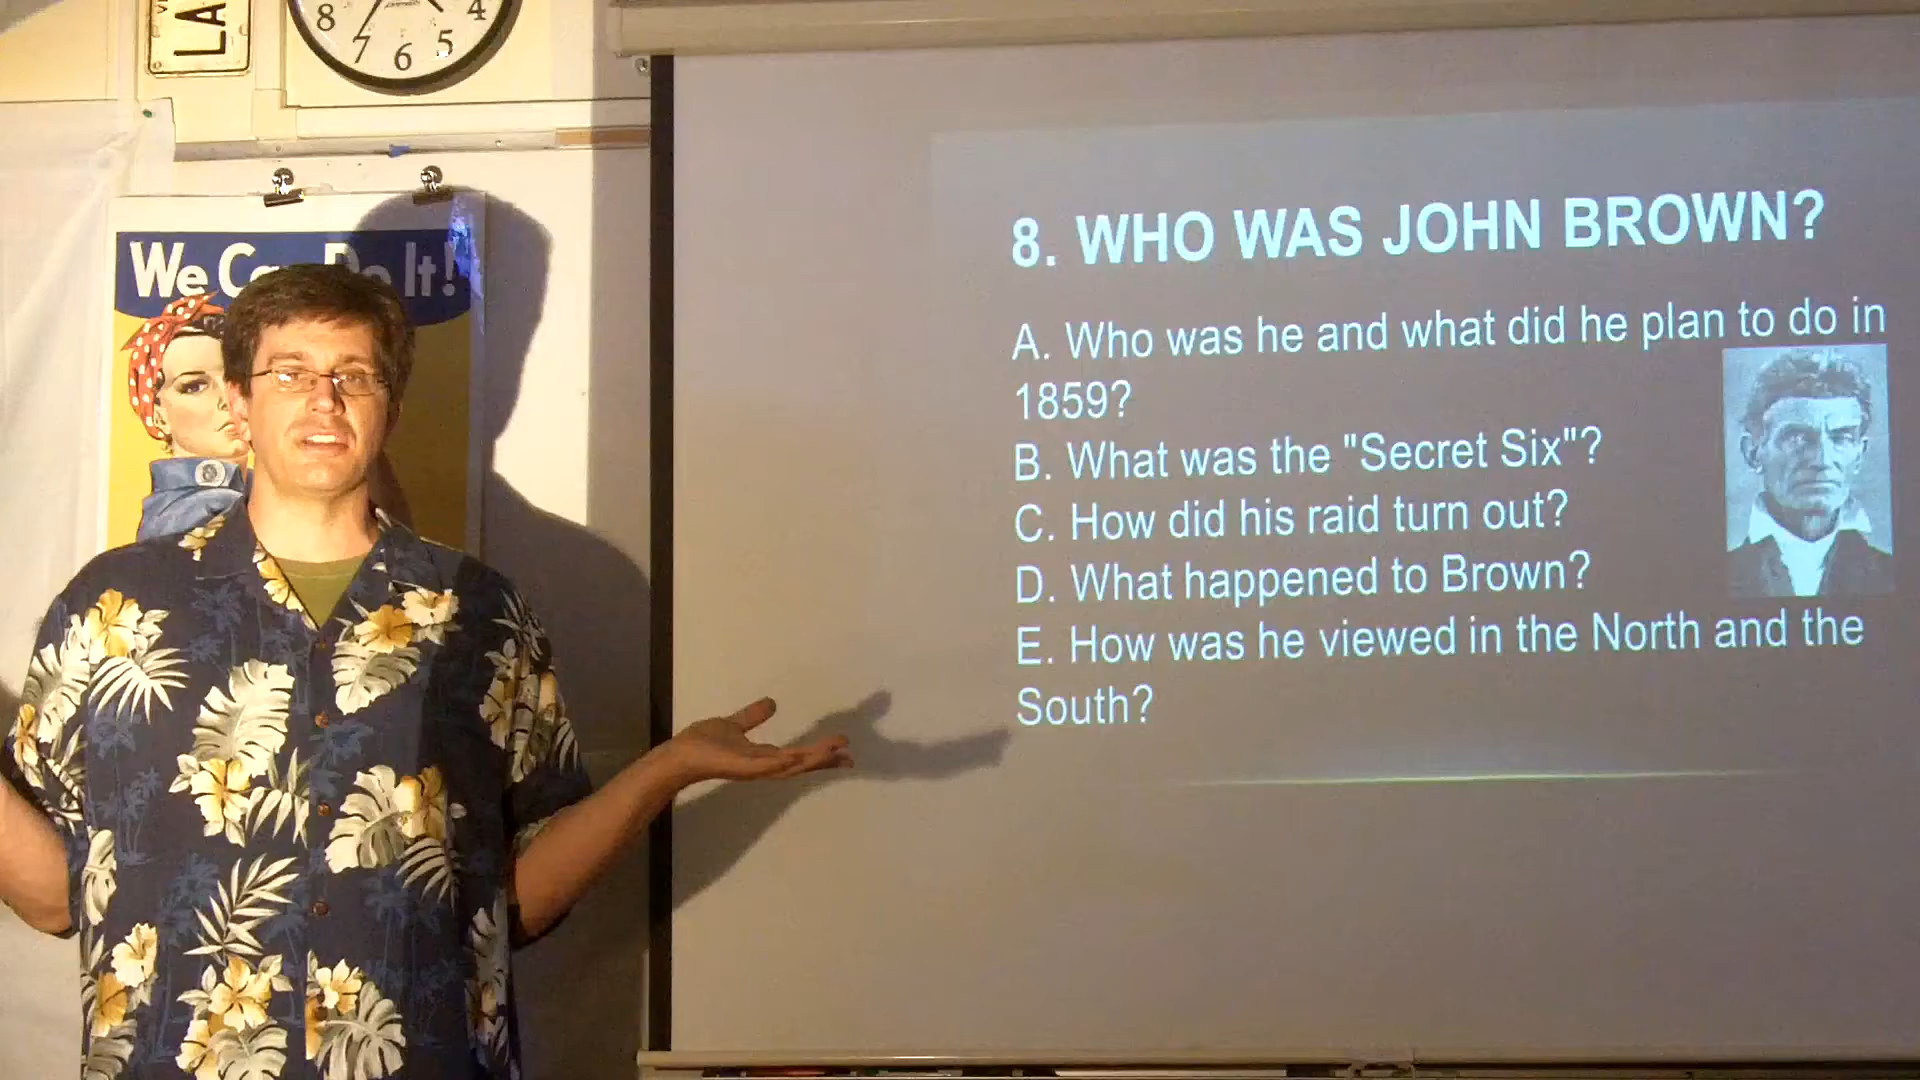 LA
8 7 6 5 4
We Can Do It!
8. WHO WAS JOHN BROWN?
A. Who was he and what did he plan to do in
1859?
B. What was the "Secret Six"?
C. How did his raid turn out?
D. What happened to Brown?
E. How was he viewed in the North and the
South?